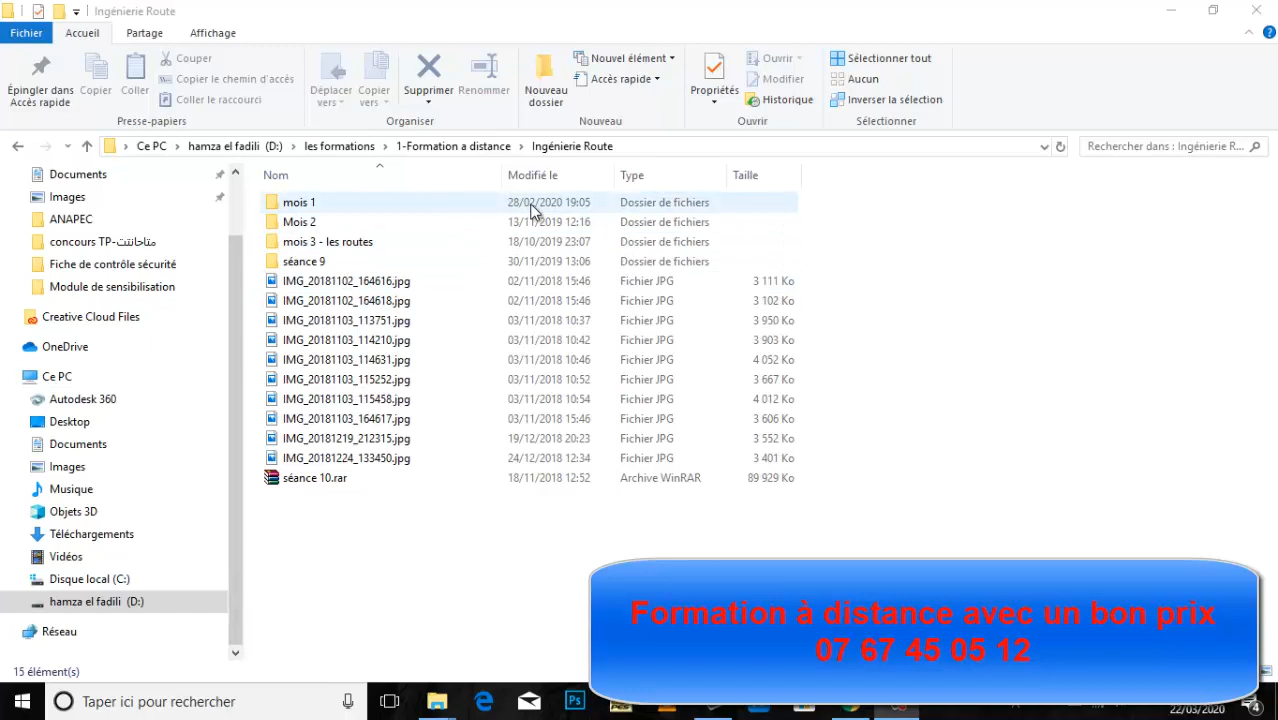 Ingénierie Route
Fichier Accueil Partage Affichage
Épingler dans Accès rapide
Copier
Coller
Couper
Copier le chemin d'accès
Coller le raccourci
Presse-papiers
Déplacer vers
Copier vers
Supprimer
Renommer
Organiser
Nouveau dossier
Nouvel élément
Accès rapide
Nouveau
Propriétés
Ouvrir
Modifier
Historique
Ouvrir
Sélectionner tout
Aucun
Inverser la sélection
Sélectionner
Ce PC > hamza el fadili (D:) > les formations > 1-Formation a distance > Ingénierie Route
Rechercher dans : Ingénierie R...
Documents
Images
ANAPEC
concours TP-متاحاتنت
Fiche de contrôle sécurité
Module de sensibilisation
Creative Cloud Files
OneDrive
Ce PC
Autodesk 360
Desktop
Documents
Images
Musique
Objets 3D
Téléchargements
Vidéos
Disque local (C:)
hamza el fadili (D:)
Réseau
Nom Modifié le Type Taille
mois 1 28/02/2020 19:05 Dossier de fichiers
Mois 2 13/11/2019 12:16 Dossier de fichiers
mois 3 - les routes 18/10/2019 23:07 Dossier de fichiers
séance 9 30/11/2019 13:06 Dossier de fichiers
IMG_20181102_164616.jpg 02/11/2018 15:46 Fichier JPG 3 111 Ko
IMG_20181102_164618.jpg 02/11/2018 15:46 Fichier JPG 3 102 Ko
IMG_20181103_113751.jpg 03/11/2018 10:37 Fichier JPG 3 950 Ko
IMG_20181103_114210.jpg 03/11/2018 10:42 Fichier JPG 3 903 Ko
IMG_20181103_114631.jpg 03/11/2018 10:46 Fichier JPG 4 052 Ko
IMG_20181103_115252.jpg 03/11/2018 10:52 Fichier JPG 3 667 Ko
IMG_20181103_115458.jpg 03/11/2018 10:54 Fichier JPG 4 012 Ko
IMG_20181103_164617.jpg 03/11/2018 15:46 Fichier JPG 3 606 Ko
IMG_20181219_212315.jpg 19/12/2018 20:23 Fichier JPG 3 552 Ko
IMG_20181224_133450.jpg 24/12/2018 12:34 Fichier JPG 3 401 Ko
séance 10.rar 18/11/2018 12:52 Archive WinRAR 89 929 Ko
Formation à distance avec un bon prix
07 67 45 05 12
15 élément(s)
Taper ici pour rechercher
Ps
22/03/2020
4